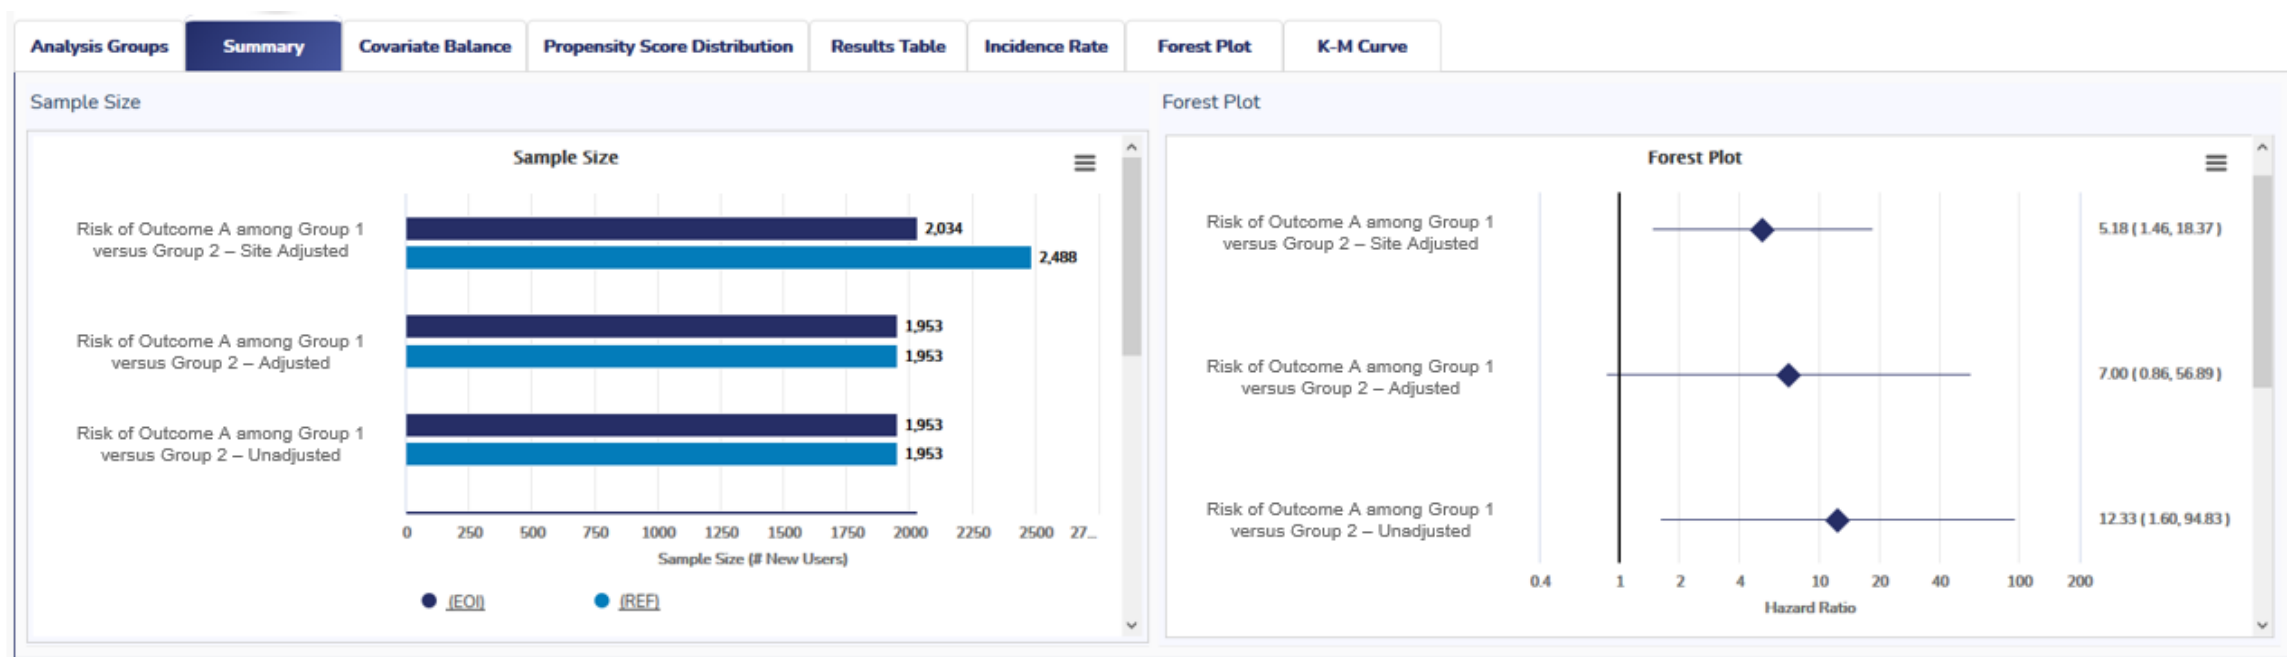 Analysis Groups
Summary
Covariate Balance
Propensity Score Distribution
Results Table
Incidence Rate
Forest Plot
K-M Curve
Sample Size
Sample Size
Risk of Outcome A among Group 1
versus Group 2 – Site Adjusted
2,034
2,488
Risk of Outcome A among Group 1
versus Group 2 – Adjusted
1,953
1,953
Risk of Outcome A among Group 1
versus Group 2 – Unadjusted
1,953
1,953
0 250 500 750 1000 1250 1500 1750 2000 2250 2500 27...
Sample Size (# New Users)
(EOI) (REF)
Forest Plot
Forest Plot
Risk of Outcome A among Group 1
versus Group 2 – Site Adjusted
5.18 ( 1.46, 18.37 )
Risk of Outcome A among Group 1
versus Group 2 – Adjusted
7.00 ( 0.86, 56.89 )
Risk of Outcome A among Group 1
versus Group 2 – Unadjusted
12.33 ( 1.60, 94.83 )
0.4 1 2 4 10 20 40 100 200
Hazard Ratio